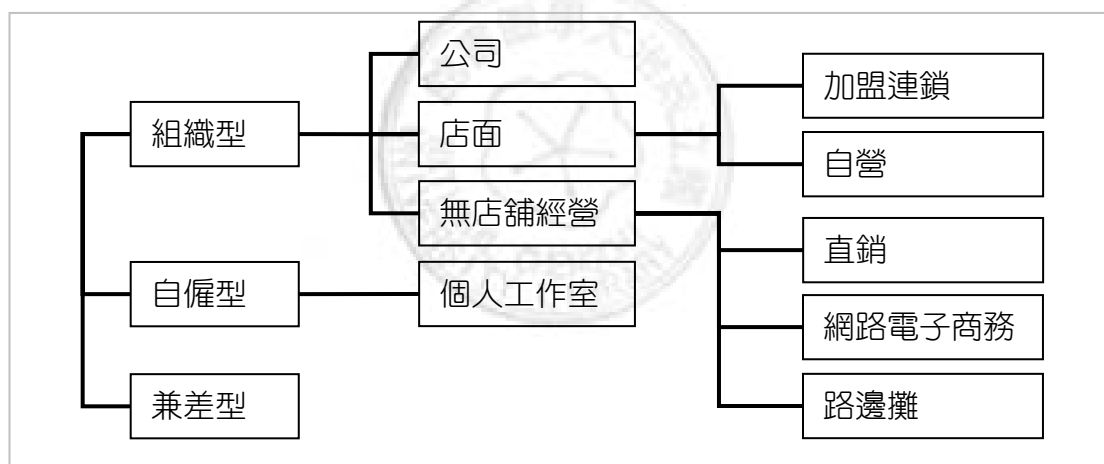 公司
加盟連鎖
組織型
店面
自營
無店舖經營
直銷
自僱型
個人工作室
網路電子商務
兼差型
路邊攤